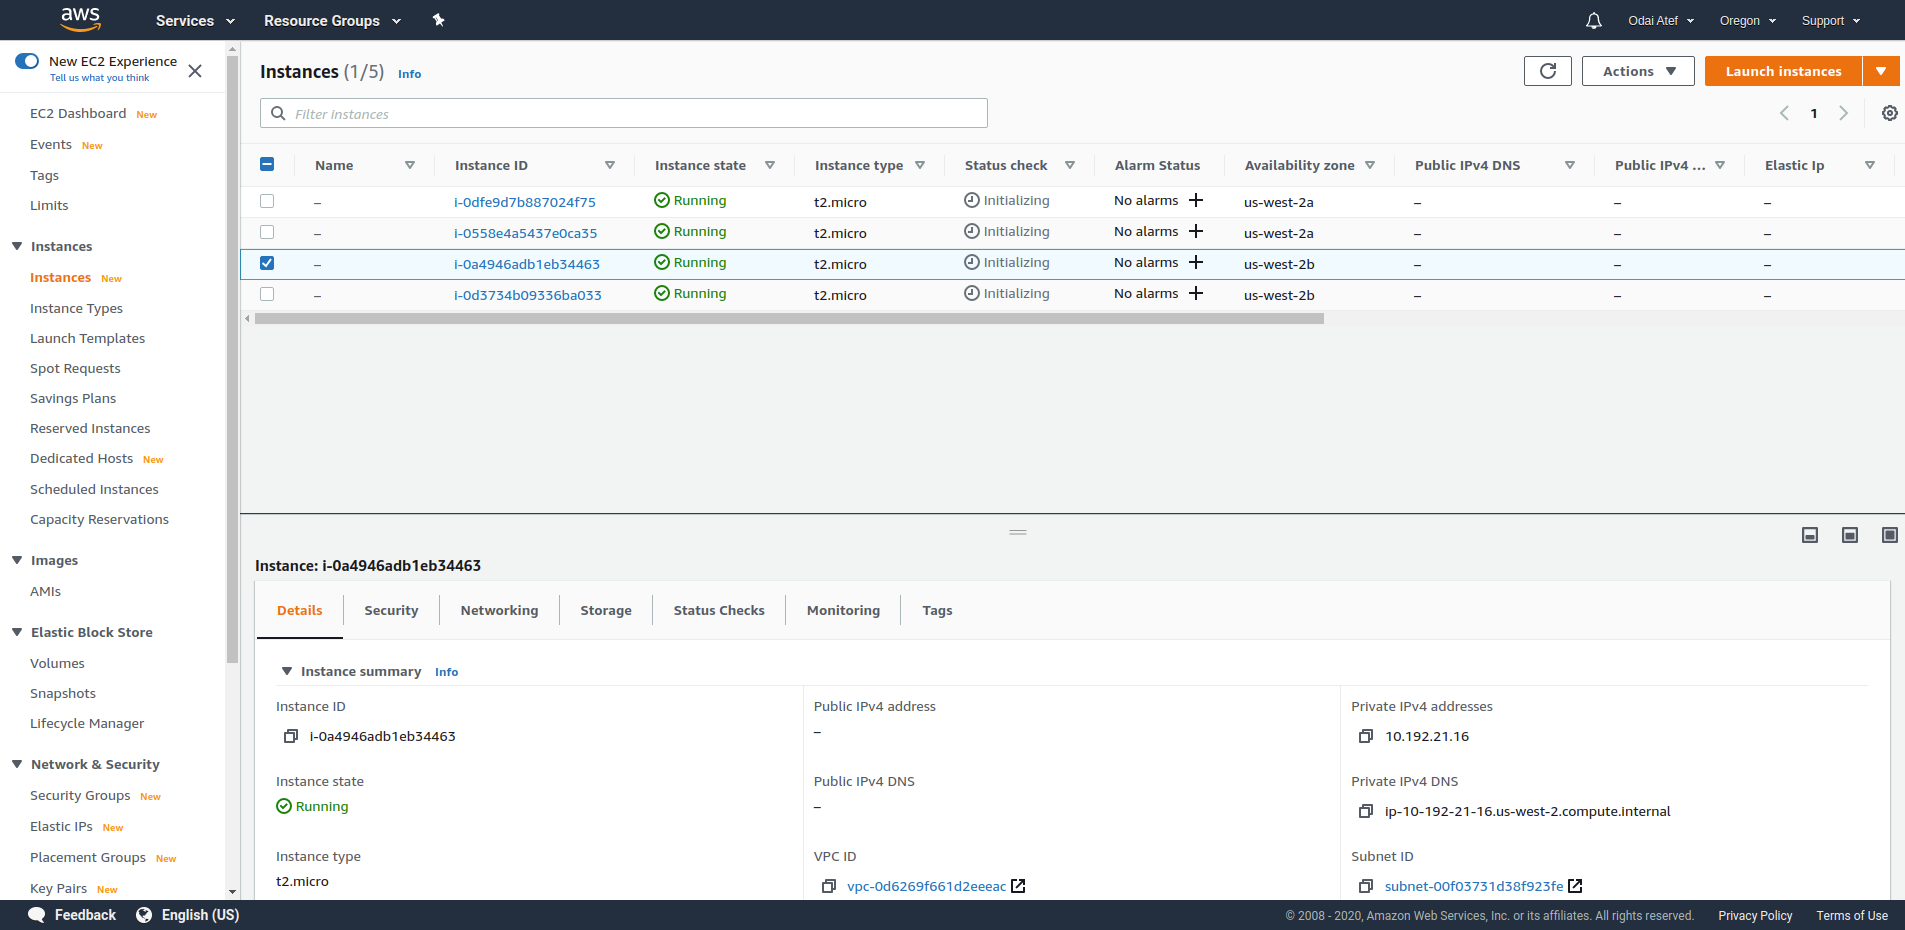 aws Services Resource Groups Odai Atef Oregon Support
New EC2 Experience
Tell us what you think
EC2 Dashboard New
Events New
Tags
Limits
Instances
Instances New
Instance Types
Launch Templates
Spot Requests
Savings Plans
Reserved Instances
Dedicated Hosts New
Scheduled Instances
Capacity Reservations
Images
AMIs
Elastic Block Store
Volumes
Snapshots
Lifecycle Manager
Network & Security
Security Groups New
Elastic IPs New
Placement Groups New
Key Pairs New
Instances (1/5) Info
Actions Launch instances
Filter instances
1
Name Instance ID Instance state Instance type Status check Alarm Status Availability zone Public IPv4 DNS Public IPv4 ... Elastic Ip
– i-0dfe9d7b887024f75 Running t2.micro Initializing No alarms + us-west-2a – – –
– i-0558e4a5437e0ca35 Running t2.micro Initializing No alarms + us-west-2a – – –
– i-0a4946adb1eb34463 Running t2.micro Initializing No alarms + us-west-2b – – –
– i-0d3734b09336ba033 Running t2.micro Initializing No alarms + us-west-2b – – –
Instance: i-0a4946adb1eb34463
Details Security Networking Storage Status Checks Monitoring Tags
Instance summary Info
Instance ID Public IPv4 address Private IPv4 addresses
i-0a4946adb1eb34463 – 10.192.21.16
Instance state Public IPv4 DNS Private IPv4 DNS
Running – ip-10-192-21-16.us-west-2.compute.internal
Instance type VPC ID Subnet ID
t2.micro vpc-0d6269f661d2eeeac subnet-00f03731d38f923fe
Feedback English (US) © 2008 - 2020, Amazon Web Services, Inc. or its affiliates. All rights reserved. Privacy Policy Terms of Use